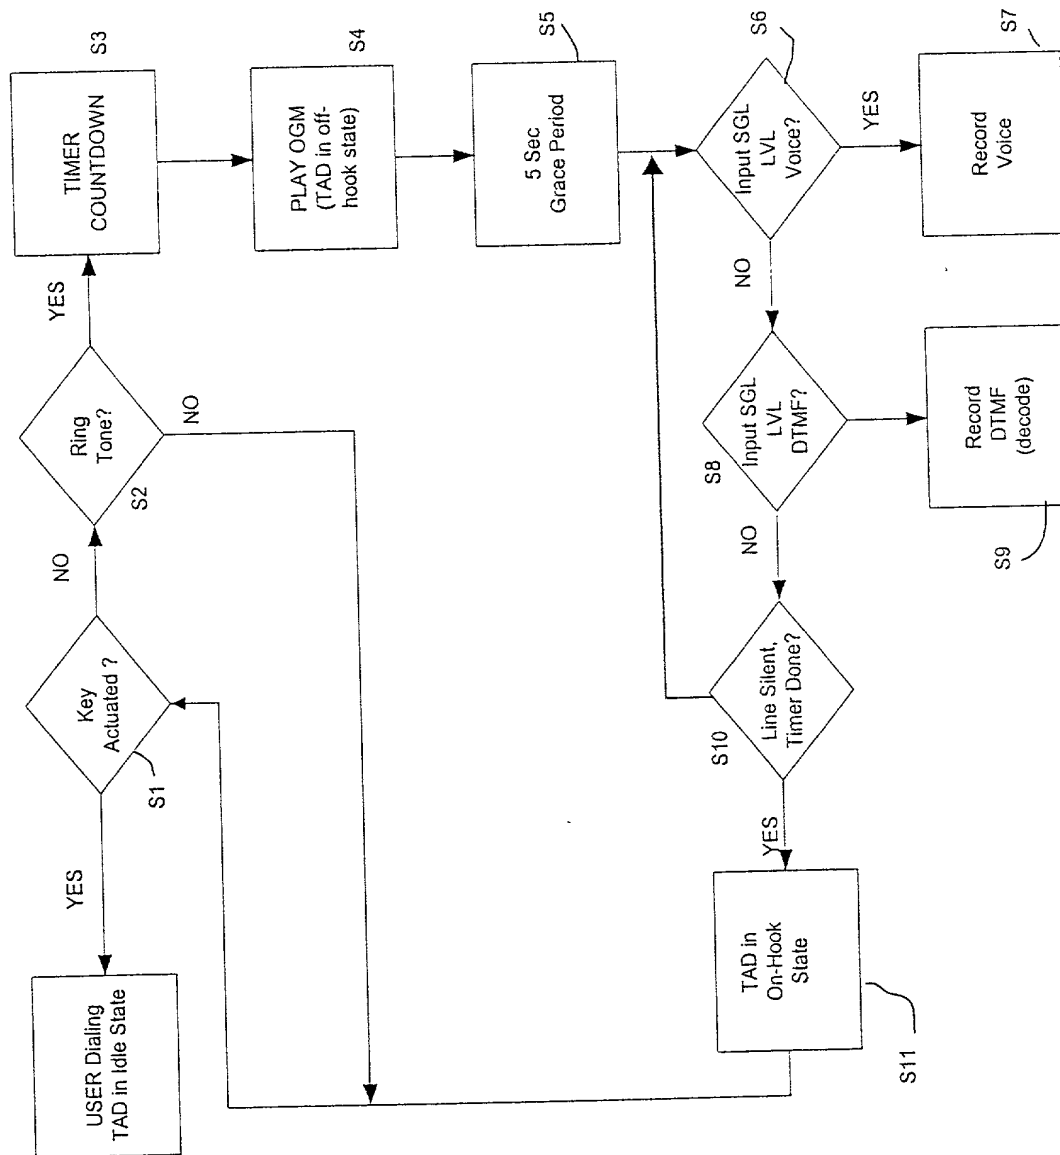 USER Dialing
TAD in Idle State
YES
Key
Actuated ?
S1
NO
Ring
Tone?
S2
NO
YES
TIMER
COUNTDOWN
S3
PLAY OGM
(TAD in off-
hook state)
S4
5 Sec
Grace Period
S5
Input SGL
LVL
Voice?
S6
YES
Record
Voice
S7
NO
Input SGL
LVL
DTMF?
S8
Record
DTMF
(decode)
S9
NO
Line Silent,
Timer Done?
S10
YES
TAD in
On-Hook
State
S11